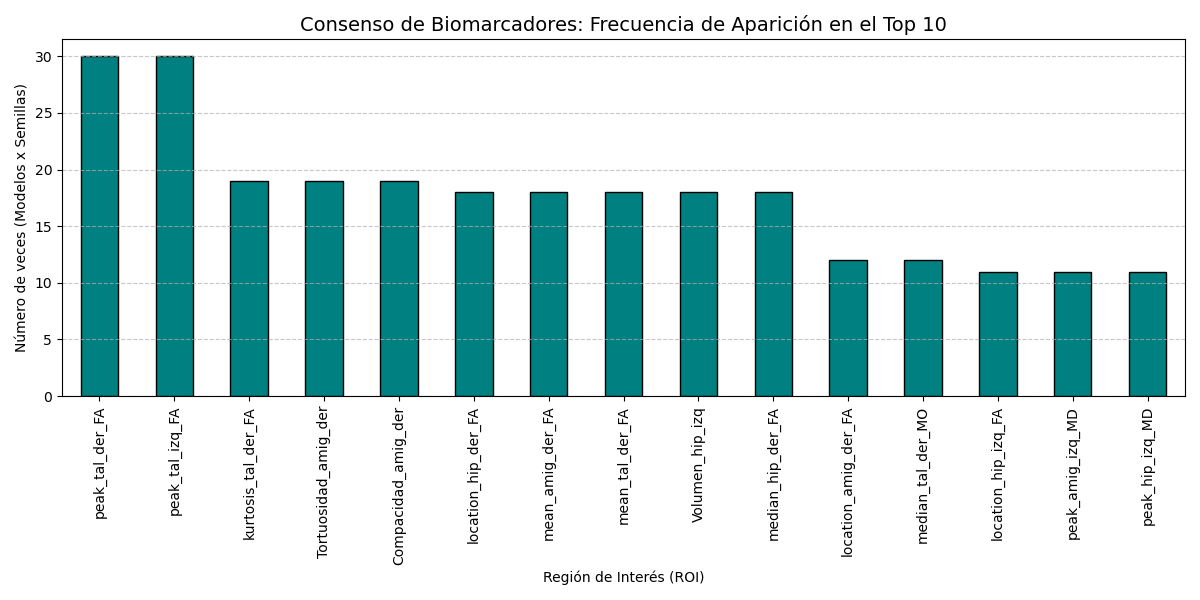 Consenso de Biomarcadores: Frecuencia de Aparición en el Top 10
Número de veces (Modelos x Semillas)
30
25
20
15
10
5
0
peak_tal_der_FA
peak_tal_izq_FA
kurtosis_tal_der_FA
Tortuosidad_amig_der
Compacidad_amig_der
location_hip_der_FA
mean_amig_der_FA
mean_tal_der_FA
Volumen_hip_izq
median_hip_der_FA
location_amig_der_FA
median_tal_der_MO
location_hip_izq_FA
peak_amig_izq_MD
peak_hip_izq_MD
Región de Interés (ROI)